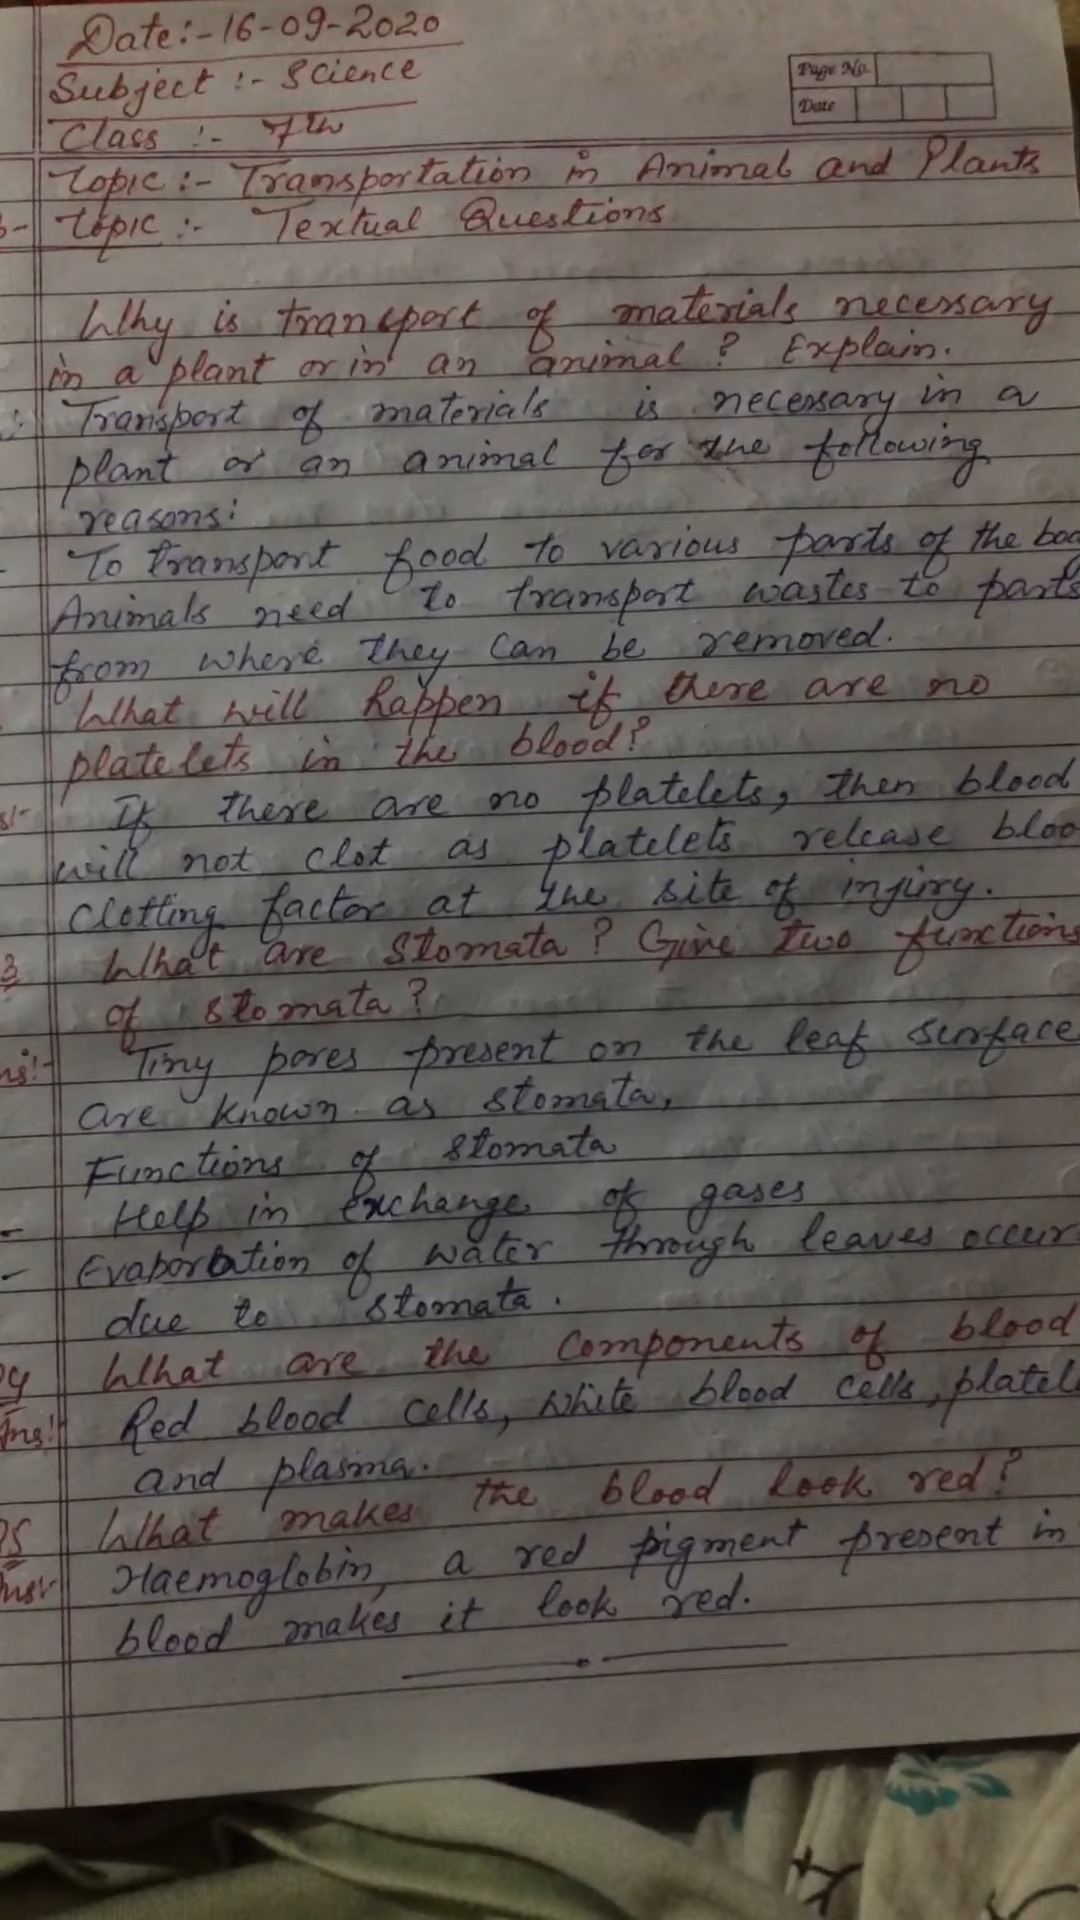 Date:-16-09-2020
Subject :- Science
Page No.
Date
Class :- 7th
Topic :- Transportation in Animal and Plants
Topic :- Textual Questions
Why is transport of materials necessary
in a plant or in an animal ? Explain.
Transport of materials is necessary in a
plant or an animal for the following
reasons:
To transport food to various parts of the
Animals need to transport wastes to parts
from where they can be removed.
What will happen if there are no
platelets in the blood?
If there are no platelets, then blood
will not clot as platelets release bloo
clotting factor at the site of injury.
3 What are stomata ? Give two functions
of stomata ?
Tiny pores present on the leaf surface
are known as stomata,
Functions of stomata
- Help in exchange of gases
- Evaporation of water through leaves occur
due to stomata.
What are the components of blood
Ans! Red blood cells, white blood cells, platel
and plasma.
What makes the blood look red?
Haemoglobin, a red pigment present in
blood makes it look red.